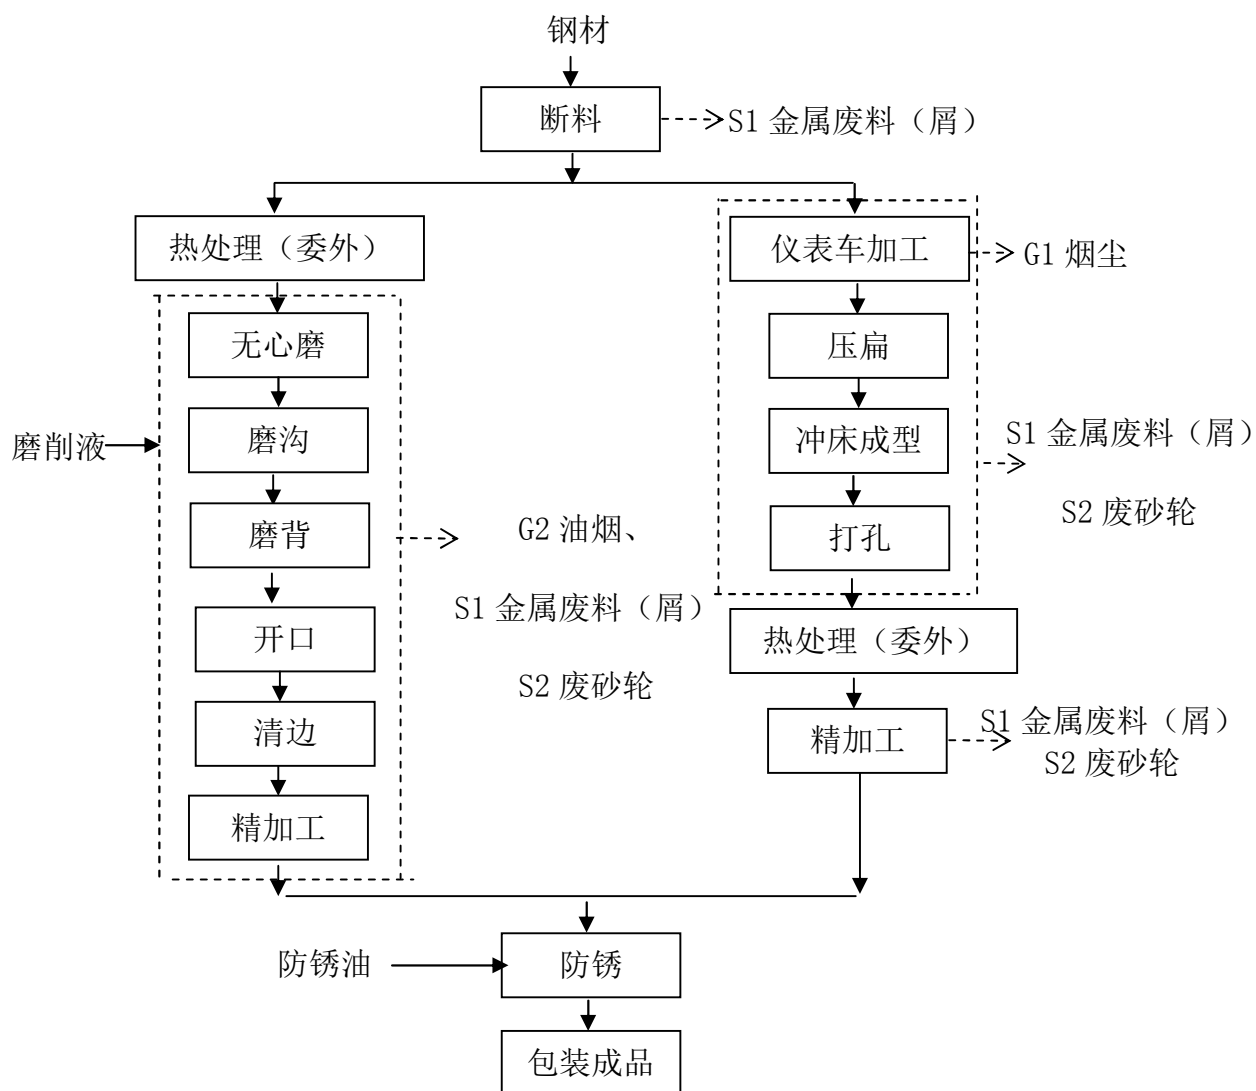 钢材
断料
S1 金属废料（屑）
热处理（委外）
无心磨
磨沟
磨背
开口
清边
精加工
磨削液
G2 油烟、
S1 金属废料（屑）
S2 废砂轮
仪表车加工
G1 烟尘
压扁
冲床成型
打孔
S1 金属废料（屑）
S2 废砂轮
热处理（委外）
精加工
S1 金属废料（屑）
S2 废砂轮
防锈油
防锈
包装成品